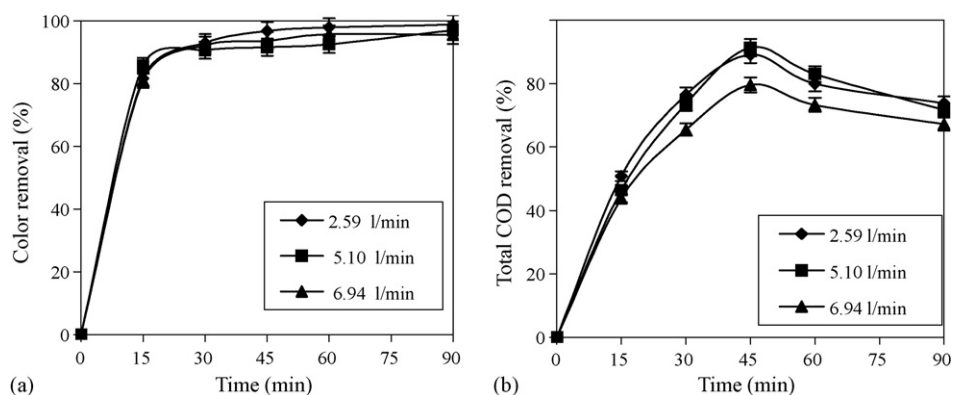 100
80
60
40
20
0
Color removal (%)
2.59 l/min
5.10 l/min
6.94 l/min
0 15 30 45 60 90
(a) Time (min)
100
80
60
40
20
0
Total COD removal (%)
2.59 l/min
5.10 l/min
6.94 l/min
0 15 30 45 60 90
(b) Time (min)